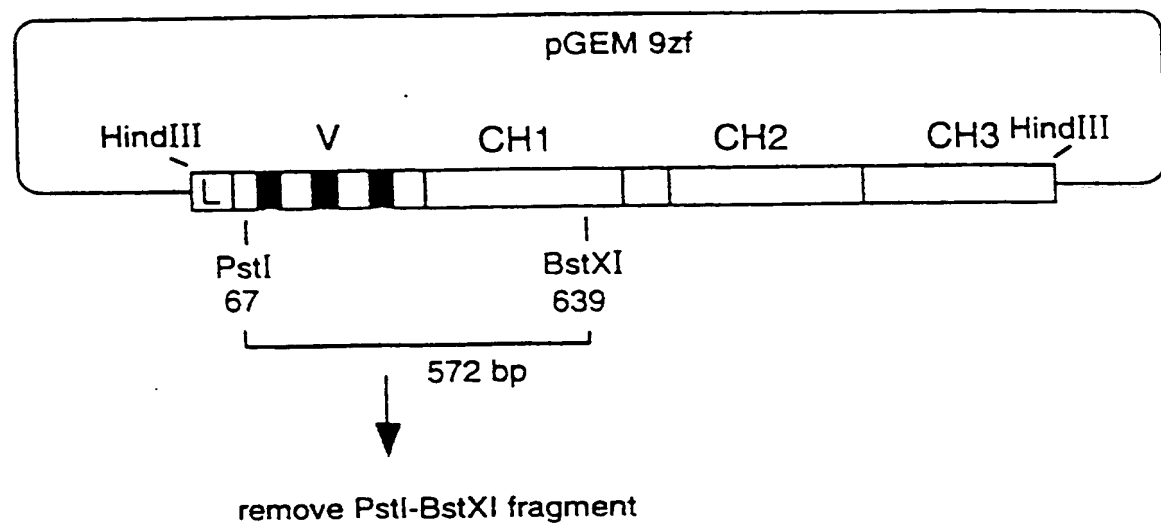 pGEM 9zf
HindIII V CH1 CH2 CH3 HindIII
L
PstI BstXI
67 639
572 bp
remove PstI-BstXI fragment